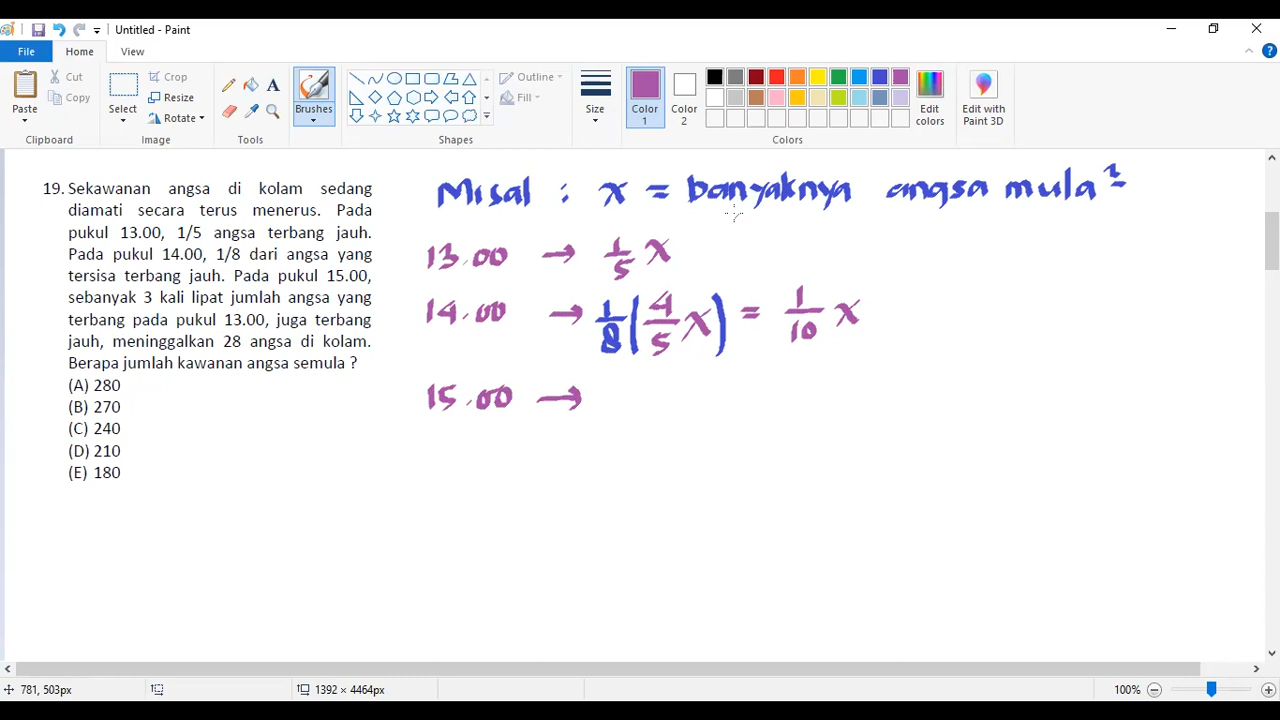 Untitled - Paint
File Home View
Paste
Cut
Copy
Clipboard
Select
Crop
Resize
Rotate
Image
A
Tools
Brushes
Outline
Fill
Shapes
Size
Color 1
Color 2
Edit colors
Edit with Paint 3D
Colors
19. Sekawanan angsa di kolam sedang
diamati secara terus menerus. Pada
pukul 13.00, 1/5 angsa terbang jauh.
Pada pukul 14.00, 1/8 dari angsa yang
tersisa terbang jauh. Pada pukul 15.00,
sebanyak 3 kali lipat jumlah angsa yang
terbang pada pukul 13.00, juga terbang
jauh, meninggalkan 28 angsa di kolam.
Berapa jumlah kawanan angsa semula ?
(A) 280
(B) 270
(C) 240
(D) 210
(E) 180
Misal : x = banyaknya angsa mula²
13.00 → 1/5 x
14.00 → 1/8 (4/5 x) = 1/10 x
15.00 →
781, 503px
1392 × 4464px
100%